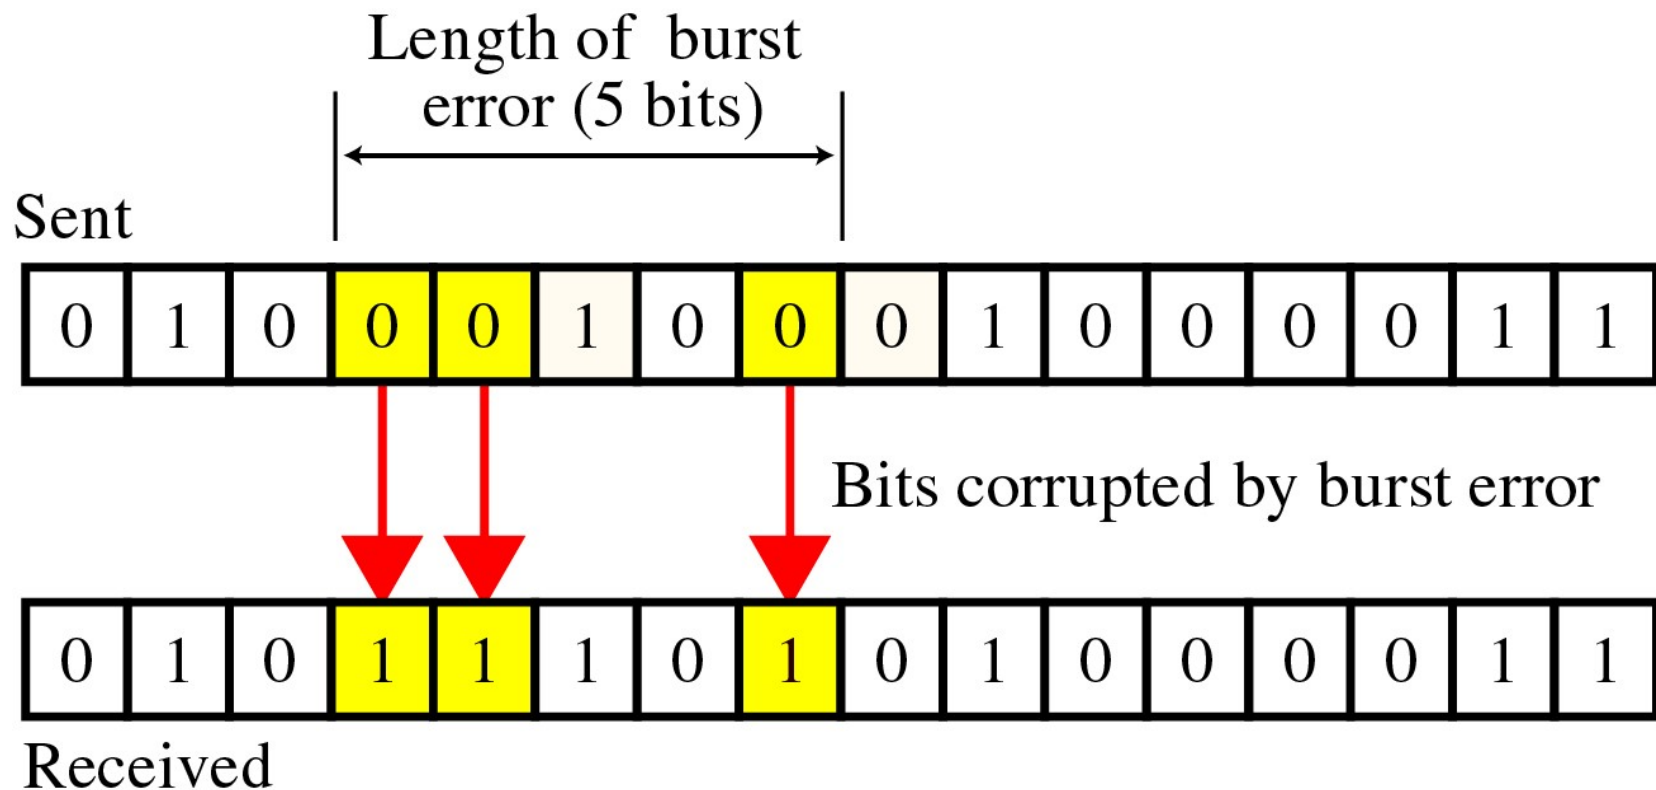 Length of burst
error (5 bits)
Sent
0 1 0 0 0 1 0 0 0 1 0 0 0 0 1 1
Bits corrupted by burst error
0 1 0 1 1 1 0 1 0 1 0 0 0 0 1 1
Received